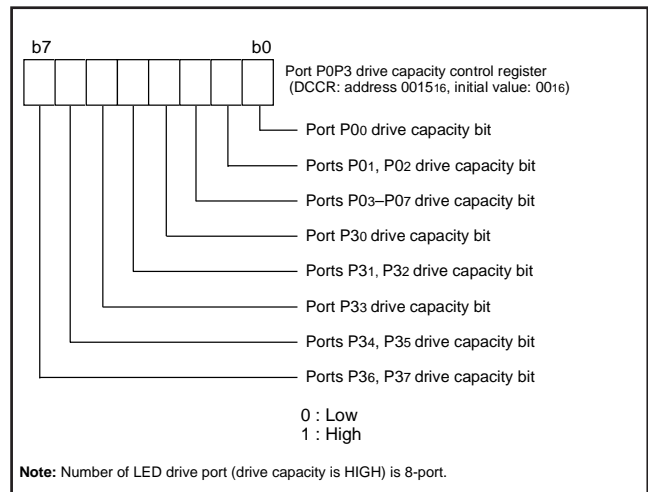 b7 b0
Port P0P3 drive capacity control register
(DCCR: address 001516, initial value: 0016)
Port P00 drive capacity bit
Ports P01, P02 drive capacity bit
Ports P03–P07 drive capacity bit
Port P30 drive capacity bit
Ports P31, P32 drive capacity bit
Port P33 drive capacity bit
Ports P34, P35 drive capacity bit
Ports P36, P37 drive capacity bit
0 : Low
1 : High
Note: Number of LED drive port (drive capacity is HIGH) is 8-port.